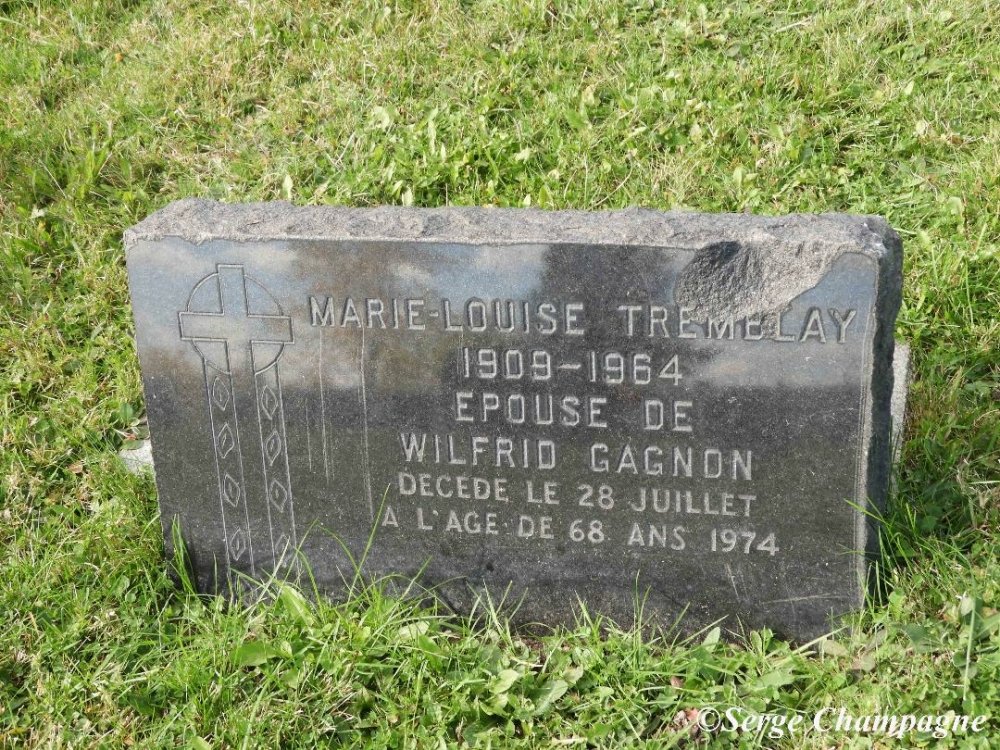 MARIE-LOUISE TREMBLAY
1909-1964
EPOUSE DE
WILFRID GAGNON
DECEDE LE 28 JUILLET
A L'AGE DE 68 ANS 1974
©Serge Champagne